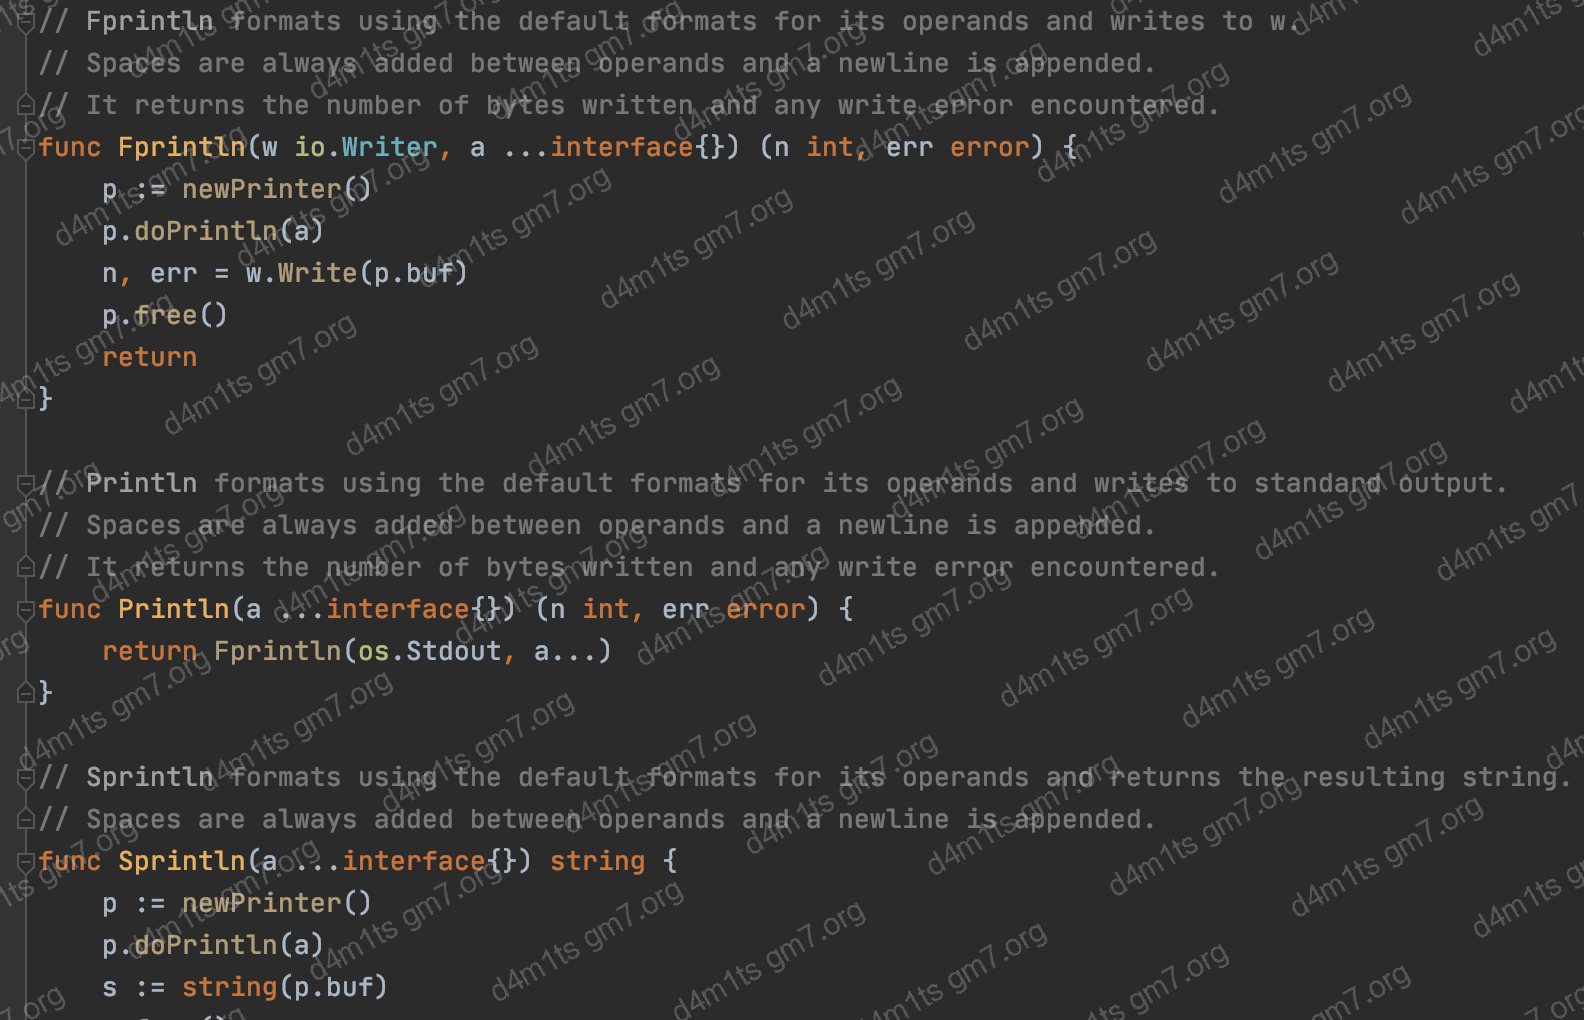 // Fprintln formats using the default formats for its operands and writes to w.
// Spaces are always added between operands and a newline is appended.
// It returns the number of bytes written and any write error encountered.
func Fprintln(w io.Writer, a ...interface{}) (n int, err error) {
    p := newPrinter()
    p.doPrintln(a)
    n, err = w.Write(p.buf)
    p.free()
    return
}

// Println formats using the default formats for its operands and writes to standard output.
// Spaces are always added between operands and a newline is appended.
// It returns the number of bytes written and any write error encountered.
func Println(a ...interface{}) (n int, err error) {
    return Fprintln(os.Stdout, a...)
}

// Sprintln formats using the default formats for its operands and returns the resulting string.
// Spaces are always added between operands and a newline is appended.
func Sprintln(a ...interface{}) string {
    p := newPrinter()
    p.doPrintln(a)
    s := string(p.buf)
d4m1ts gm7.org